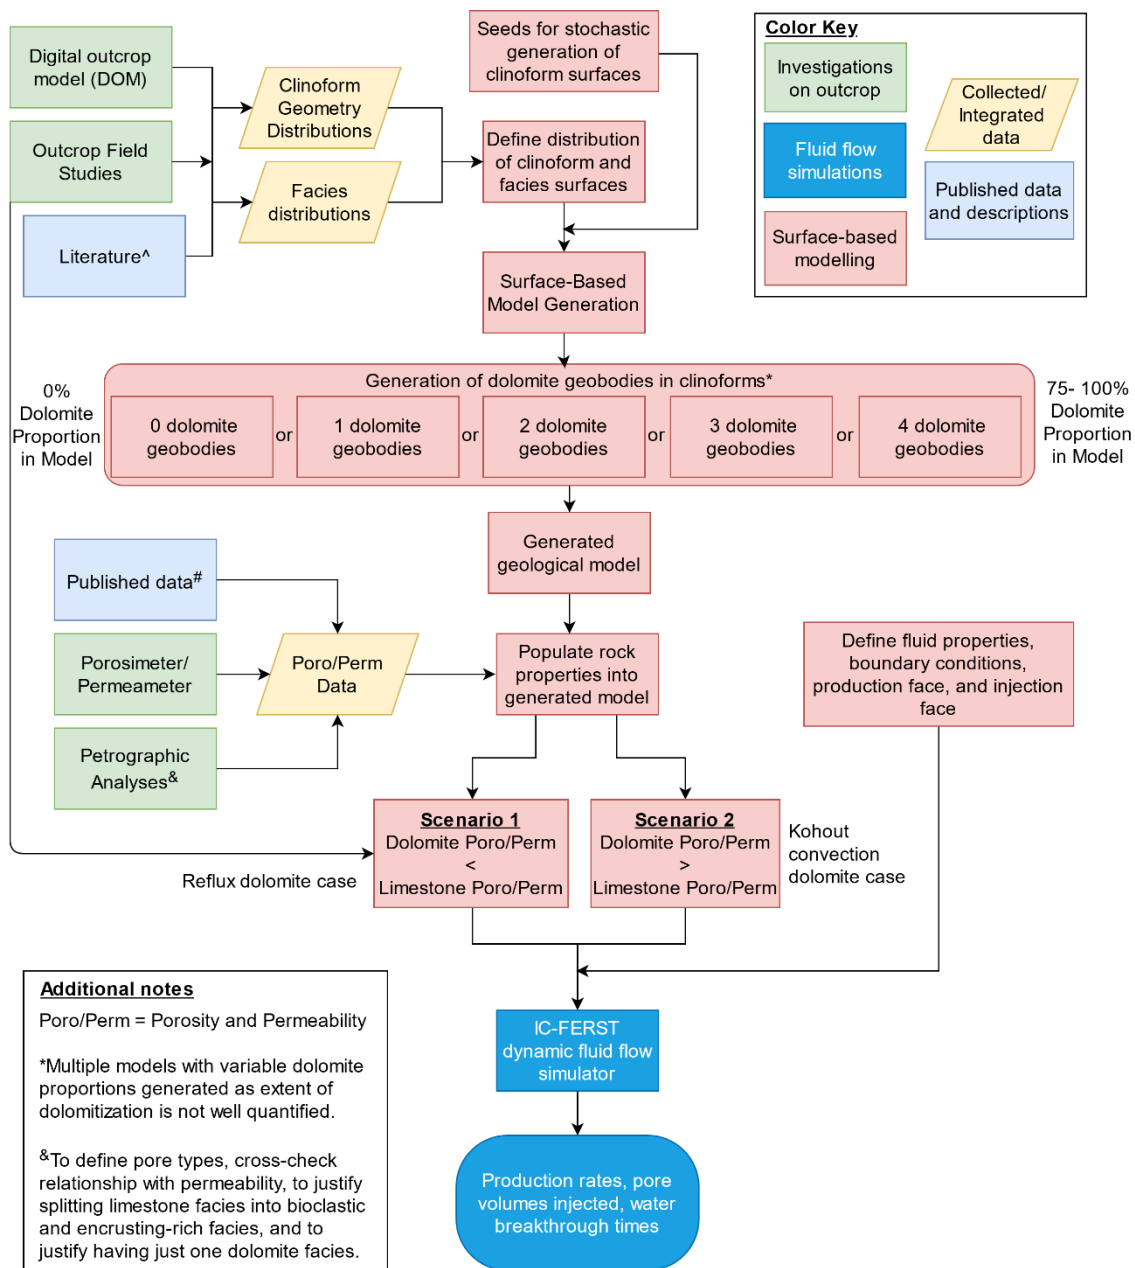 Digital outcrop
model (DOM)
Outcrop Field
Studies
Literature^
Clinoform
Geometry
Distributions
Facies
distributions
Seeds for stochastic
generation of
clinoform surfaces
Define distribution
of clinoform and
facies surfaces
Surface-Based
Model Generation
Color Key
Investigations
on outcrop
Fluid flow
simulations
Surface-based
modelling
Collected/
Integrated
data
Published data
and descriptions
0%
Dolomite
Proportion
in Model
Generation of dolomite geobodies in clinoforms*
0 dolomite
geobodies
or
1 dolomite
geobodies
or
2 dolomite
geobodies
or
3 dolomite
geobodies
or
4 dolomite
geobodies
75- 100%
Dolomite
Proportion
in Model
Generated
geological model
Published data#
Porosimeter/
Permeameter
Petrographic
Analyses&
Poro/Perm
Data
Populate rock
properties into
generated model
Define fluid properties,
boundary conditions,
production face, and injection
face
Scenario 1
Dolomite Poro/Perm
<
Limestone Poro/Perm
Reflux dolomite case
Scenario 2
Dolomite Poro/Perm
>
Limestone Poro/Perm
Kohout
convection
dolomite case
IC-FERST
dynamic fluid flow
simulator
Production rates, pore
volumes injected, water
breakthrough times
Additional notes
Poro/Perm = Porosity and Permeability
*Multiple models with variable dolomite
proportions generated as extent of
dolomitization is not well quantified.
&To define pore types, cross-check
relationship with permeability, to justify
splitting limestone facies into bioclastic
and encrusting-rich facies, and to
justify having just one dolomite facies.